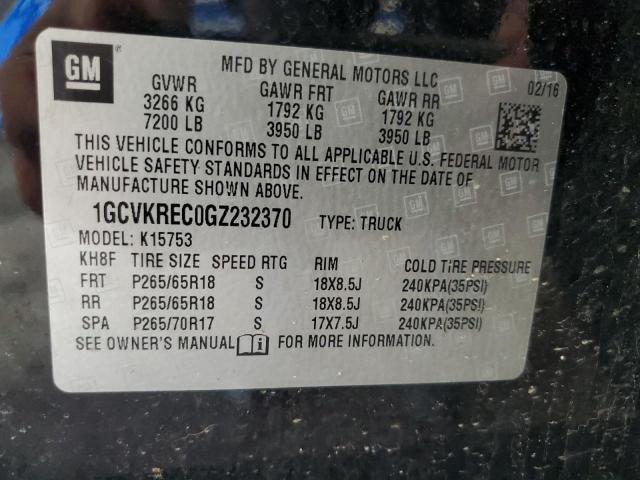 GM
MFD BY GENERAL MOTORS LLC
02/16
GVWR GAWR FRT GAWR RR
3266 KG 1792 KG 1792 KG
7200 LB 3950 LB 3950 LB
THIS VEHICLE CONFORMS TO ALL APPLICABLE U.S. FEDERAL MOTOR
VEHICLE SAFETY STANDARDS IN EFFECT ON THE DATE OF
MANUFACTURE SHOWN ABOVE.
1GCVKREC0GZ232370 TYPE: TRUCK
MODEL: K15753
KH8F TIRE SIZE SPEED RTG RIM COLD TIRE PRESSURE
FRT P265/65R18 S 18X8.5J 240KPA(35PSI)
RR P265/65R18 S 18X8.5J 240KPA(35PSI)
SPA P265/70R17 S 17X7.5J 240KPA(35PSI)
SEE OWNER'S MANUAL FOR MORE INFORMATION.